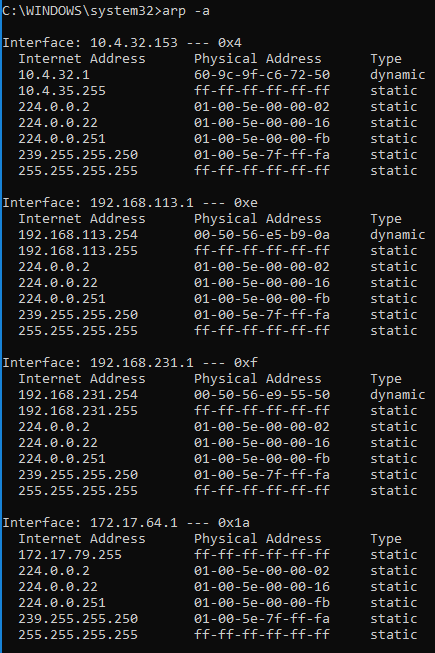 C:\WINDOWS\system32>arp -a
Interface: 10.4.32.153 --- 0x4
Internet Address Physical Address Type
10.4.32.1 60-9c-9f-c6-72-50 dynamic
10.4.35.255 ff-ff-ff-ff-ff-ff static
224.0.0.2 01-00-5e-00-00-02 static
224.0.0.22 01-00-5e-00-00-16 static
224.0.0.251 01-00-5e-00-00-fb static
239.255.255.250 01-00-5e-7f-ff-fa static
255.255.255.255 ff-ff-ff-ff-ff-ff static
Interface: 192.168.113.1 --- 0xe
Internet Address Physical Address Type
192.168.113.254 00-50-56-e5-b9-0a dynamic
192.168.113.255 ff-ff-ff-ff-ff-ff static
224.0.0.2 01-00-5e-00-00-02 static
224.0.0.22 01-00-5e-00-00-16 static
224.0.0.251 01-00-5e-00-00-fb static
239.255.255.250 01-00-5e-7f-ff-fa static
255.255.255.255 ff-ff-ff-ff-ff-ff static
Interface: 192.168.231.1 --- 0xf
Internet Address Physical Address Type
192.168.231.254 00-50-56-e9-55-50 dynamic
192.168.231.255 ff-ff-ff-ff-ff-ff static
224.0.0.2 01-00-5e-00-00-02 static
224.0.0.22 01-00-5e-00-00-16 static
224.0.0.251 01-00-5e-00-00-fb static
239.255.255.250 01-00-5e-7f-ff-fa static
255.255.255.255 ff-ff-ff-ff-ff-ff static
Interface: 172.17.64.1 --- 0x1a
Internet Address Physical Address Type
172.17.79.255 ff-ff-ff-ff-ff-ff static
224.0.0.2 01-00-5e-00-00-02 static
224.0.0.22 01-00-5e-00-00-16 static
224.0.0.251 01-00-5e-00-00-fb static
239.255.255.250 01-00-5e-7f-ff-fa static
255.255.255.255 ff-ff-ff-ff-ff-ff static